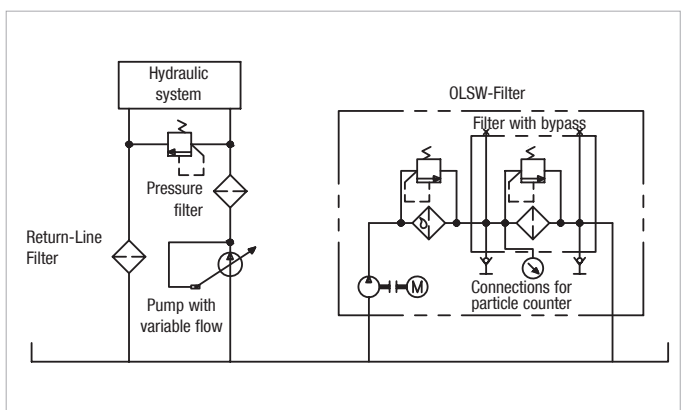 Hydraulic
system
OLSW-Filter
Filter with bypass
Pressure
filter
Return-Line
Filter
Pump with
variable flow
M
Connections for
particle counter